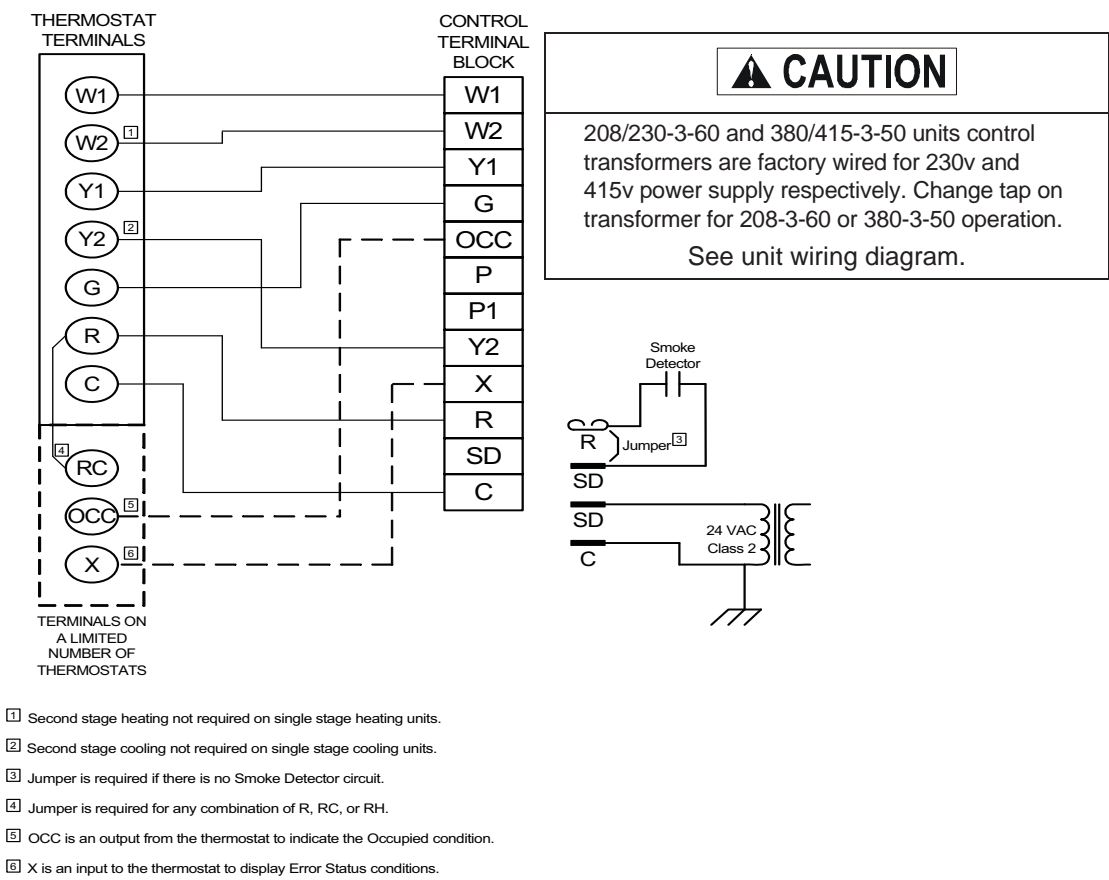 THERMOSTAT
TERMINALS
W1
W2
1
Y1
Y2
2
G
R
C
4
RC
OCC
5
X
6
TERMINALS ON
A LIMITED
NUMBER OF
THERMOSTATS
CONTROL
TERMINAL
BLOCK
W1
W2
Y1
G
OCC
P
P1
Y2
X
R
SD
C
CAUTION
208/230-3-60 and 380/415-3-50 units control
transformers are factory wired for 230v and
415v power supply respectively. Change tap on
transformer for 208-3-60 or 380-3-50 operation.
See unit wiring diagram.
Smoke
Detector
R
Jumper 3
SD
SD
24 VAC
Class 2
C
1 Second stage heating not required on single stage heating units.
2 Second stage cooling not required on single stage cooling units.
3 Jumper is required if there is no Smoke Detector circuit.
4 Jumper is required for any combination of R, RC, or RH.
5 OCC is an output from the thermostat to indicate the Occupied condition.
6 X is an input to the thermostat to display Error Status conditions.